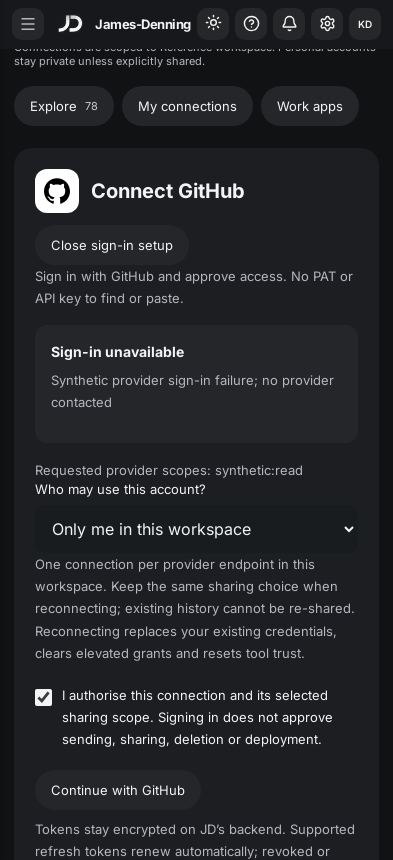 James-Denning
KD
Connections are scoped to Reference workspace. Personal accounts
stay private unless explicitly shared.
Explore 78
My connections
Work apps
Connect GitHub
Close sign-in setup
Sign in with GitHub and approve access. No PAT or
API key to find or paste.
Sign-in unavailable
Synthetic provider sign-in failure; no provider
contacted
Requested provider scopes: synthetic:read
Who may use this account?
Only me in this workspace
One connection per provider endpoint in this
workspace. Keep the same sharing choice when
reconnecting; existing history cannot be re-shared.
Reconnecting replaces your existing credentials,
clears elevated grants and resets tool trust.
I authorise this connection and its selected
sharing scope. Signing in does not approve
sending, sharing, deletion or deployment.
Continue with GitHub
Tokens stay encrypted on JD’s backend. Supported
refresh tokens renew automatically; revoked or